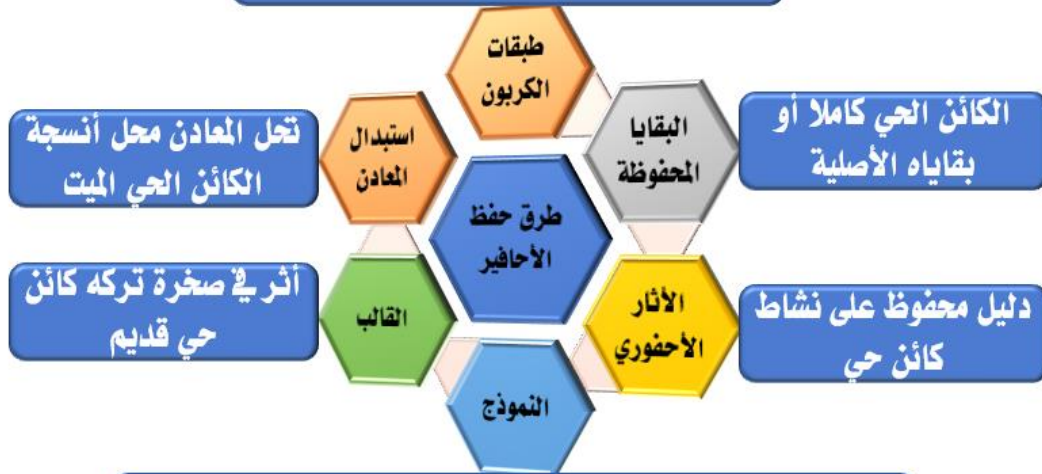 طبقات
الكربون
الكائن الحي كاملا أو
بقاياه الأصلية
البقايا
المحفوظة
استبدال
المعادن
تحل المعادن محل أنسجة
الكائن الحي الميت
طرق حفظ
الأحافير
دليل محفوظ على نشاط
كائن حي
الأثار
الأحفوري
القالب
أثر في صخرة تركه كائن
حي قديم
النموذج